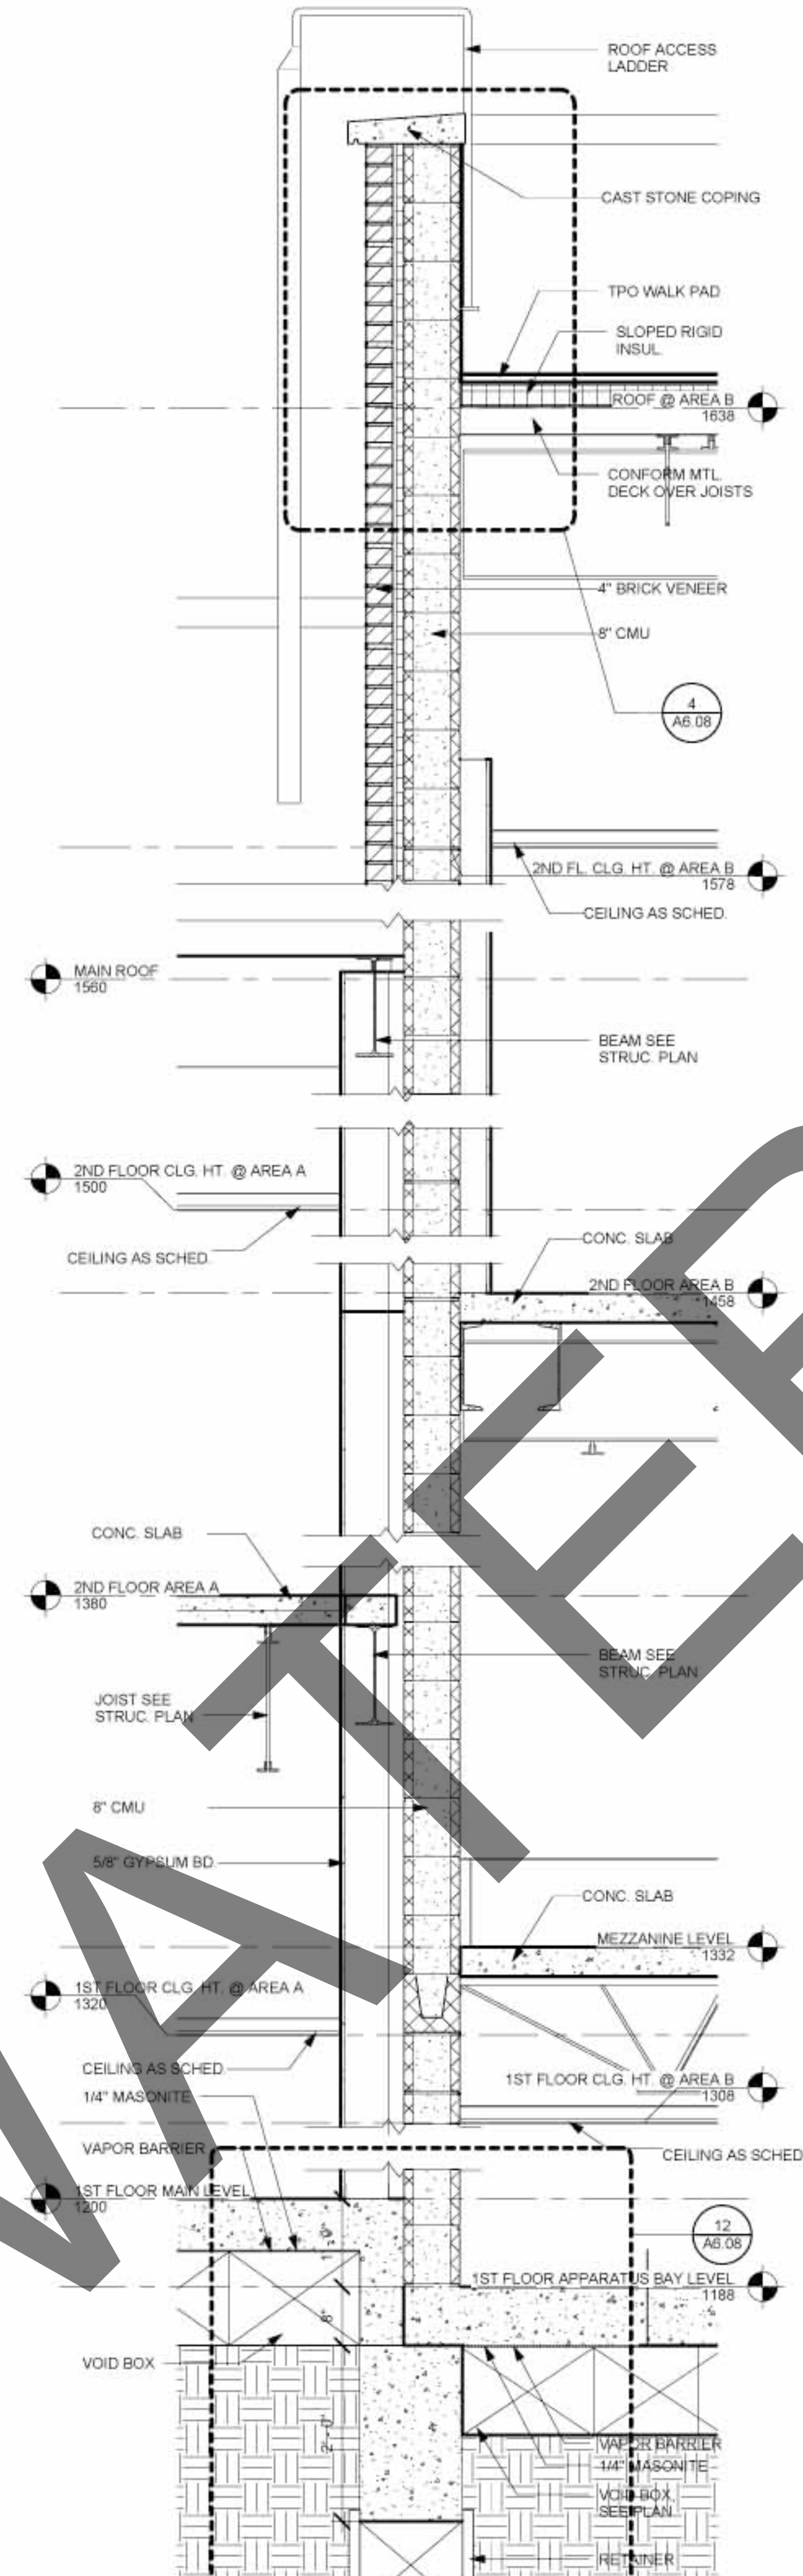 ROOF ACCESS
LADDER
CAST STONE COPING
TPO WALK PAD
SLOPED RIGID
INSUL.
ROOF @ AREA B
1638
CONFORM MTL.
DECK OVER JOISTS
4" BRICK VENEER
8" CMU
4
A6.08
2ND FL. CLG. HT. @ AREA B
1578
CEILING AS SCHED.
MAIN ROOF
1560
BEAM SEE
STRUC. PLAN
2ND FLOOR CLG. HT. @ AREA A
1500
CEILING AS SCHED.
CONC. SLAB
2ND FLOOR AREA B
1458
CONC. SLAB
2ND FLOOR AREA A
1380
BEAM SEE
STRUC. PLAN
JOIST SEE
STRUC. PLAN
8" CMU
5/8" GYPSUM BD.
CONC. SLAB
MEZZANINE LEVEL
1332
1ST FLOOR CLG. HT. @ AREA A
1320
CEILING AS SCHED.
1ST FLOOR CLG. HT. @ AREA B
1308
1/4" MASONITE
VAPOR BARRIER
CEILING AS SCHED
1ST FLOOR MAIN LEVEL
1200
12
A6.08
1ST FLOOR APPARATUS BAY LEVEL
1188
8"
VOID BOX
2'-0"
VAPOR BARRIER
1/4" MASONITE
VOID BOX,
SEE PLAN
RETAINER